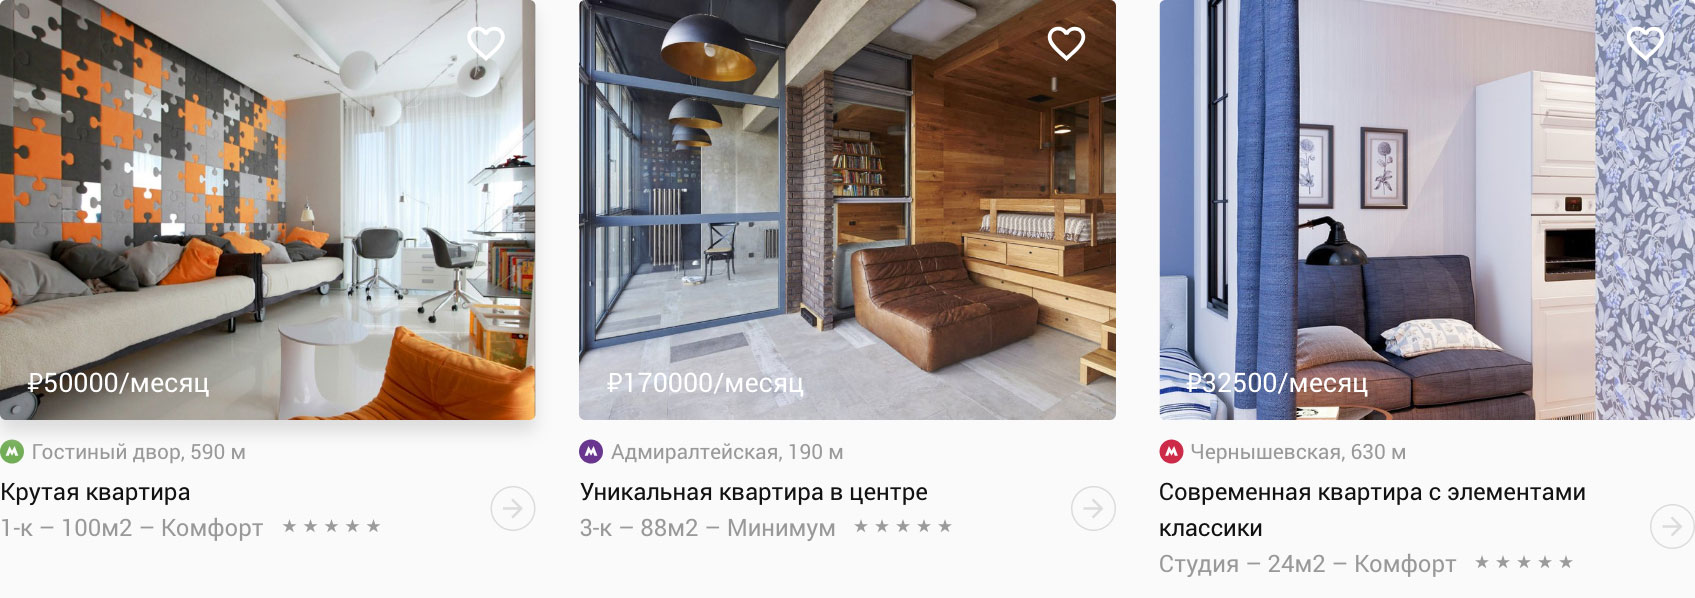 ₽50000/месяц
Гостиный двор, 590 м
Крутая квартира
1-к – 100м2 – Комфорт ★ ★ ★ ★ ★
₽170000/месяц
Адмиралтейская, 190 м
Уникальная квартира в центре
3-к – 88м2 – Минимум ★ ★ ★ ★ ★
₽32500/месяц
Чернышевская, 630 м
Современная квартира с элементами
классики
Студия – 24м2 – Комфорт ★ ★ ★ ★ ★